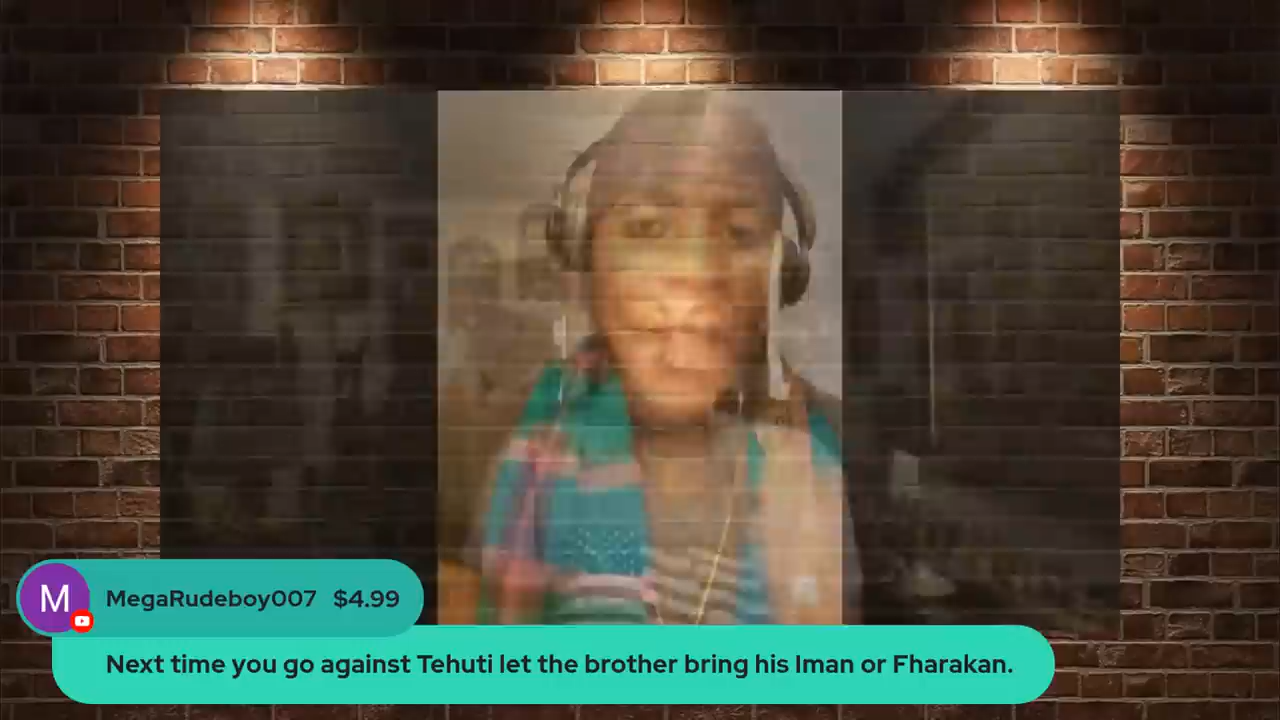 M
MegaRudeboy007 $4.99
Next time you go against Tehuti let the brother bring his Iman or Fharakan.